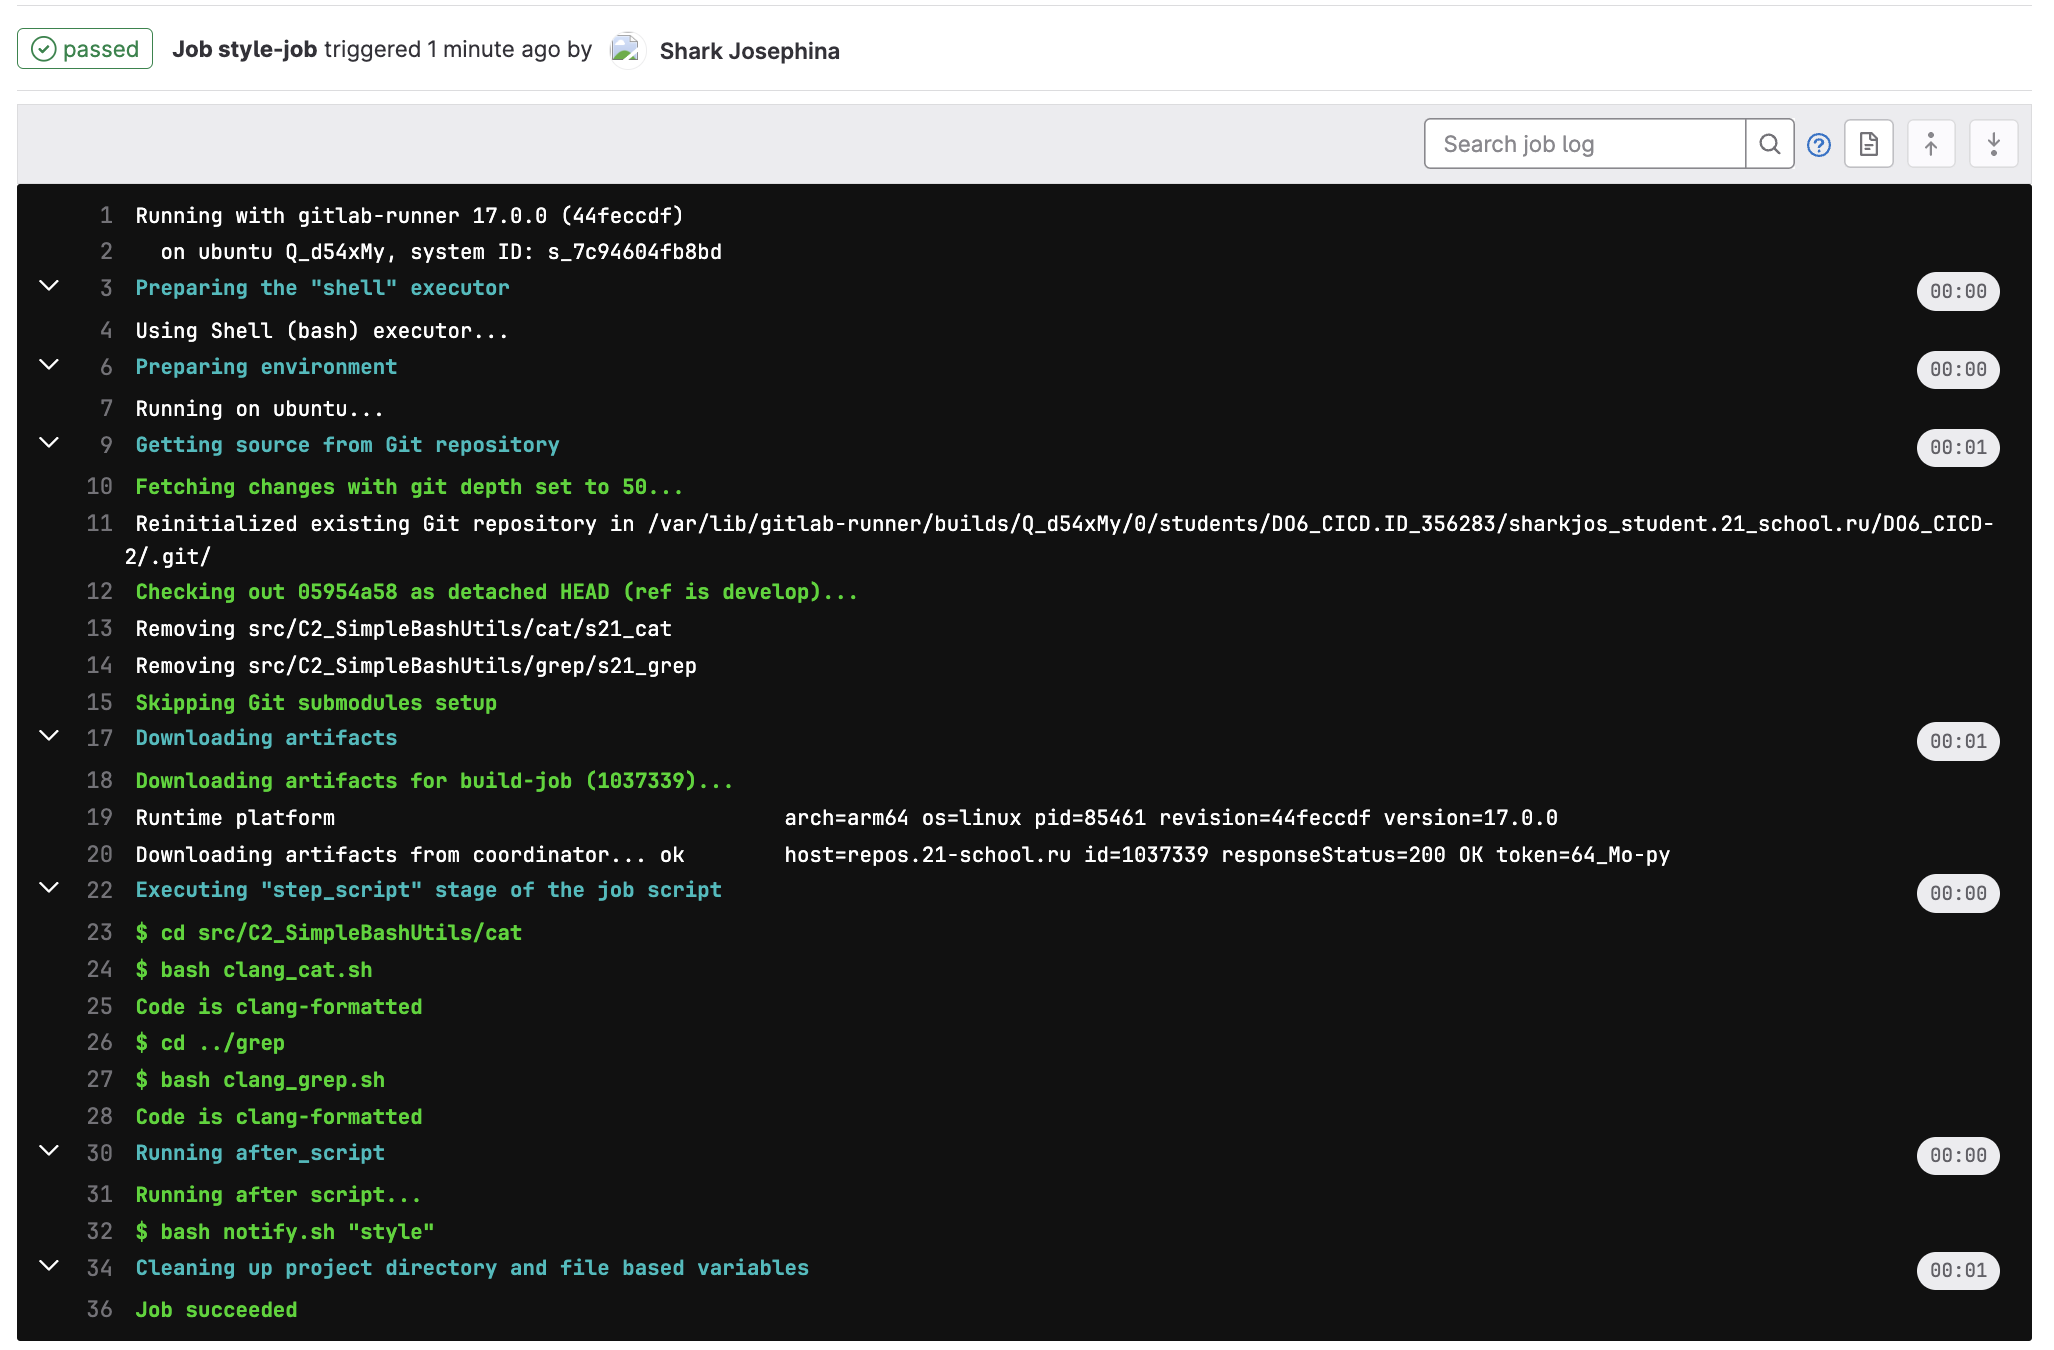 passed Job style-job triggered 1 minute ago by Shark Josephina
Search job log
1 Running with gitlab-runner 17.0.0 (44feccdf)
2 on ubuntu Q_d54xMy, system ID: s_7c94604fb8bd
3 Preparing the "shell" executor 00:00
4 Using Shell (bash) executor...
6 Preparing environment 00:00
7 Running on ubuntu...
9 Getting source from Git repository 00:01
10 Fetching changes with git depth set to 50...
11 Reinitialized existing Git repository in /var/lib/gitlab-runner/builds/Q_d54xMy/0/students/DO6_CICD.ID_356283/sharkjos_student.21_school.ru/DO6_CICD-
2/.git/
12 Checking out 05954a58 as detached HEAD (ref is develop)...
13 Removing src/C2_SimpleBashUtils/cat/s21_cat
14 Removing src/C2_SimpleBashUtils/grep/s21_grep
15 Skipping Git submodules setup
17 Downloading artifacts 00:01
18 Downloading artifacts for build-job (1037339)...
19 Runtime platform arch=arm64 os=linux pid=85461 revision=44feccdf version=17.0.0
20 Downloading artifacts from coordinator... ok host=repos.21-school.ru id=1037339 responseStatus=200 OK token=64_Mo-py
22 Executing "step_script" stage of the job script 00:00
23 $ cd src/C2_SimpleBashUtils/cat
24 $ bash clang_cat.sh
25 Code is clang-formatted
26 $ cd ../grep
27 $ bash clang_grep.sh
28 Code is clang-formatted
30 Running after_script 00:00
31 Running after script...
32 $ bash notify.sh "style"
34 Cleaning up project directory and file based variables 00:01
36 Job succeeded